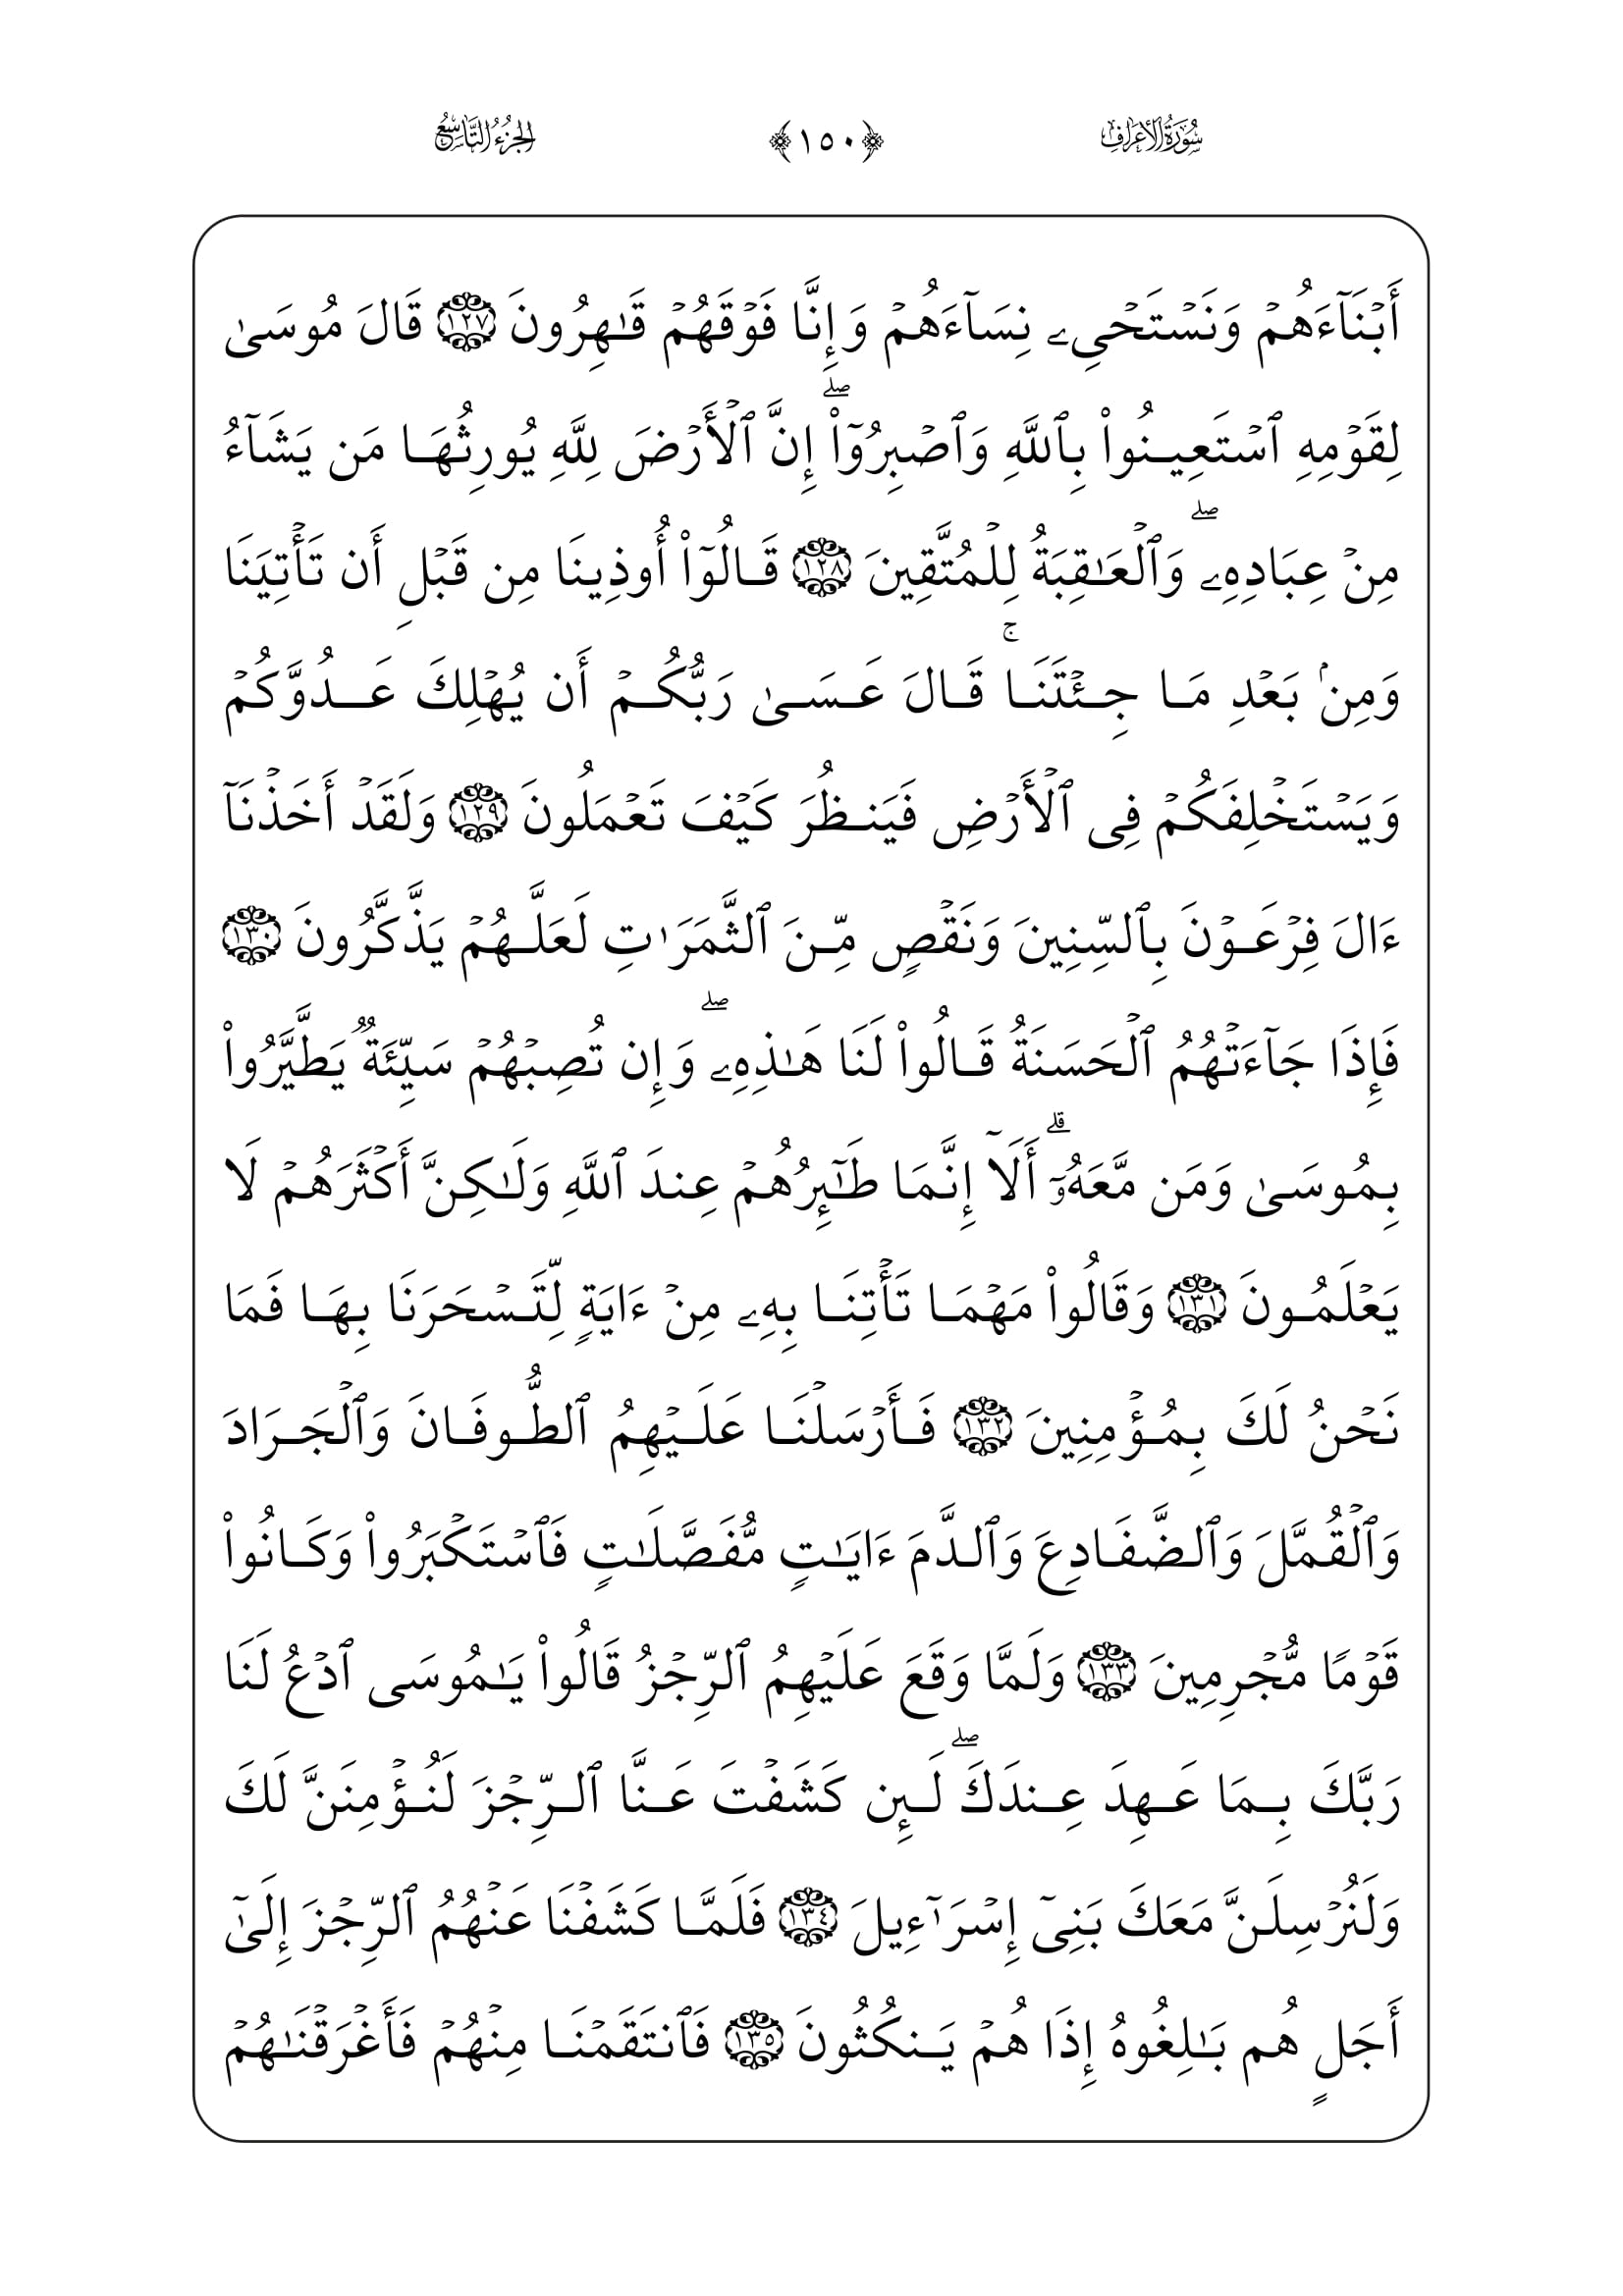 سُورَةُ الأَعْرَافِ ﴿١٥٠﴾ الجُزْءُ التَّاسِعُ
أَبۡنَآءَهُمۡ وَنَسۡتَحۡيِۦ نِسَآءَهُمۡ وَإِنَّا فَوۡقَهُمۡ قَٰهِرُونَ ١٢٧ قَالَ مُوسَىٰ
لِقَوۡمِهِ ٱسۡتَعِينُواْ بِٱللَّهِ وَٱصۡبِرُوٓاْۖ إِنَّ ٱلۡأَرۡضَ لِلَّهِ يُورِثُهَا مَن يَشَآءُ
مِنۡ عِبَادِهِۦۖ وَٱلۡعَٰقِبَةُ لِلۡمُتَّقِينَ ١٢٨ قَالُوٓاْ أُوذِينَا مِن قَبۡلِ أَن تَأۡتِيَنَا
وَمِنۢ بَعۡدِ مَا جِئۡتَنَاۚ قَالَ عَسَىٰ رَبُّكُمۡ أَن يُهۡلِكَ عَدُوَّكُمۡ
وَيَسۡتَخۡلِفَكُمۡ فِي ٱلۡأَرۡضِ فَيَنظُرَ كَيۡفَ تَعۡمَلُونَ ١٢٩ وَلَقَدۡ أَخَذۡنَآ
ءَالَ فِرۡعَوۡنَ بِٱلسِّنِينَ وَنَقۡصٖ مِّنَ ٱلثَّمَرَٰتِ لَعَلَّهُمۡ يَذَّكَّرُونَ ١٣٠
فَإِذَا جَآءَتۡهُمُ ٱلۡحَسَنَةُ قَالُواْ لَنَا هَٰذِهِۦۖ وَإِن تُصِبۡهُمۡ سَيِّئَةٞ يَطَّيَّرُواْ
بِمُوسَىٰ وَمَن مَّعَهُۥٓۗ أَلَآ إِنَّمَا طَٰٓئِرُهُمۡ عِندَ ٱللَّهِ وَلَٰكِنَّ أَكۡثَرَهُمۡ لَا
يَعۡلَمُونَ ١٣١ وَقَالُواْ مَهۡمَا تَأۡتِنَا بِهِۦ مِنۡ ءَايَةٖ لِّتَسۡحَرَنَا بِهَا فَمَا
نَحۡنُ لَكَ بِمُؤۡمِنِينَ ١٣٢ فَأَرۡسَلۡنَا عَلَيۡهِمُ ٱلطُّوفَانَ وَٱلۡجَرَادَ
وَٱلۡقُمَّلَ وَٱلضَّفَادِعَ وَٱلدَّمَ ءَايَٰتٖ مُّفَصَّلَٰتٖ فَٱسۡتَكۡبَرُواْ وَكَانُواْ
قَوۡمٗا مُّجۡرِمِينَ ١٣٣ وَلَمَّا وَقَعَ عَلَيۡهِمُ ٱلرِّجۡزُ قَالُواْ يَٰمُوسَى ٱدۡعُ لَنَا
رَبَّكَ بِمَا عَهِدَ عِندَكَۖ لَئِن كَشَفۡتَ عَنَّا ٱلرِّجۡزَ لَنُؤۡمِنَنَّ لَكَ
وَلَنُرۡسِلَنَّ مَعَكَ بَنِيٓ إِسۡرَٰٓءِيلَ ١٣٤ فَلَمَّا كَشَفۡنَا عَنۡهُمُ ٱلرِّجۡزَ إِلَىٰٓ
أَجَلٍ هُم بَٰلِغُوهُ إِذَا هُمۡ يَنكُثُونَ ١٣٥ فَٱنتَقَمۡنَا مِنۡهُمۡ فَأَغۡرَقۡنَٰهُمۡ